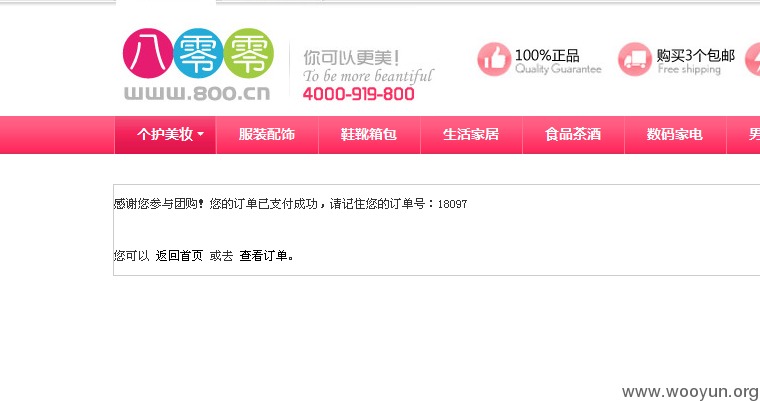 八零零
www.800.cn
你可以更美!
To be more beautiful
4000-919-800
100%正品
Quality Guarantee
购买3个包邮
Free shipping
个护美妆 服装配饰 鞋靴箱包 生活家居 食品茶酒 数码家电 男
感谢您参与团购! 您的订单已支付成功，请记住您的订单号：18097
您可以 返回首页 或去 查看订单。
www.wooyun.org